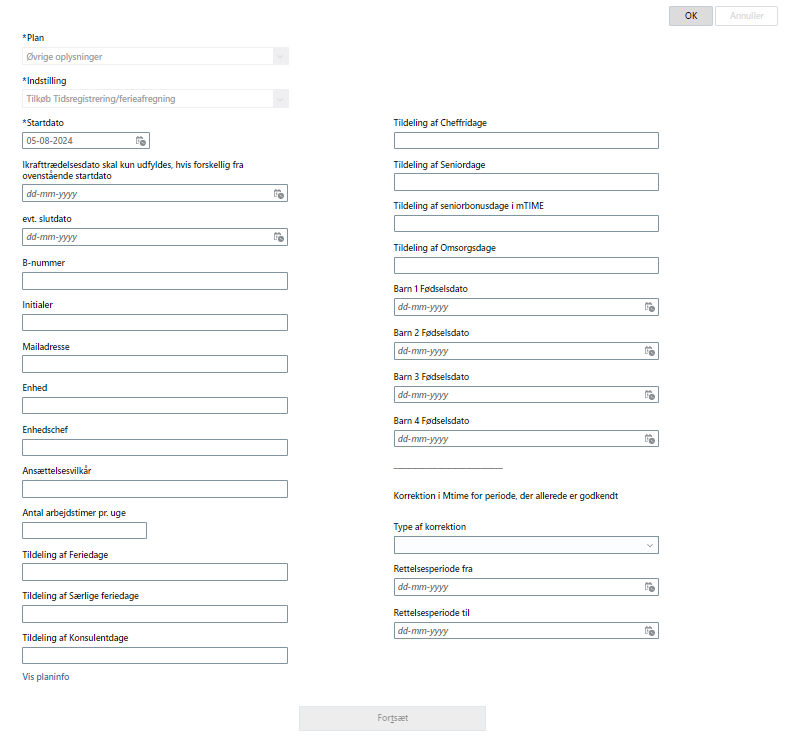 OK
Annuller
*Plan
Øvrige oplysninger
*Indstilling
Tilkøb Tidsregistrering/ferieafregning
*Startdato
05-08-2024
Ikrafttrædelsesdato skal kun udfyldes, hvis forskellig fra
ovenstående startdato
dd-mm-yyyy
evt. slutdato
dd-mm-yyyy
B-nummer
Initialer
Mailadresse
Enhed
Enhedschef
Ansættelsesvilkår
Antal arbejdstimer pr. uge
Tildeling af Feriedage
Tildeling af Særlige feriedage
Tildeling af Konsulentdage
Vis planinfo
Tildeling af Cheffridage
Tildeling af Seniordage
Tildeling af seniorbonusdage i mTIME
Tildeling af Omsorgsdage
Barn 1 Fødselsdato
dd-mm-yyyy
Barn 2 Fødselsdato
dd-mm-yyyy
Barn 3 Fødselsdato
dd-mm-yyyy
Barn 4 Fødselsdato
dd-mm-yyyy
Korrektion i Mtime for periode, der allerede er godkendt
Type af korrektion
Rettelsesperiode fra
dd-mm-yyyy
Rettelsesperiode til
dd-mm-yyyy
Fortsæt